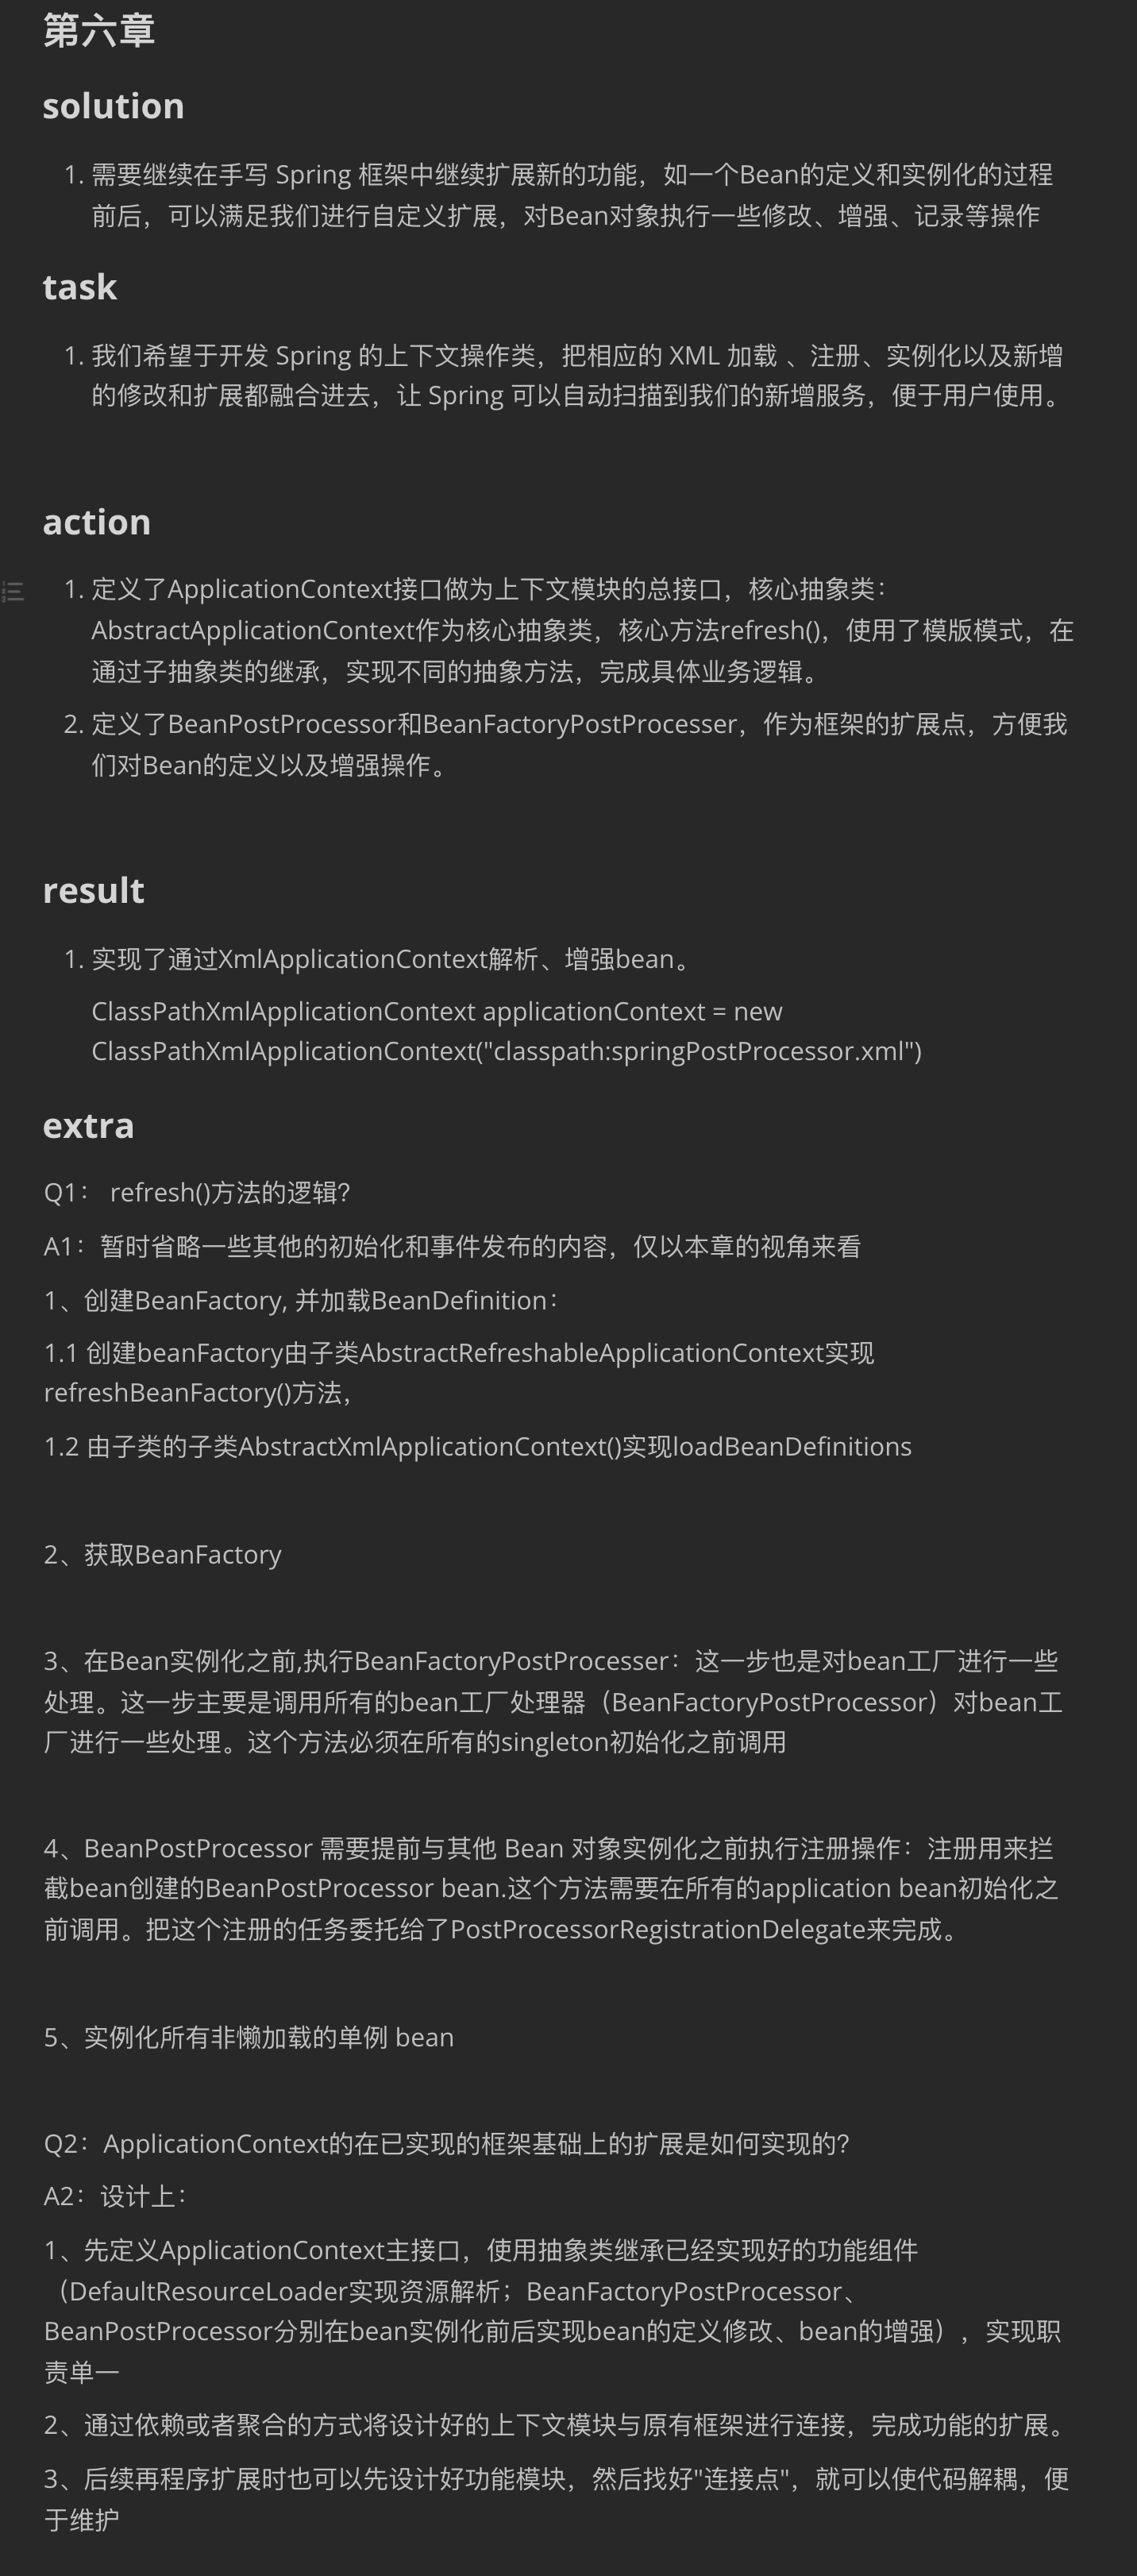 第六章
solution
1. 需要继续在手写 Spring 框架中继续扩展新的功能，如一个Bean的定义和实例化的过程
前后，可以满足我们进行自定义扩展，对Bean对象执行一些修改、增强、记录等操作
task
1. 我们希望于开发 Spring 的上下文操作类，把相应的 XML 加载 、注册、实例化以及新增
的修改和扩展都融合进去，让 Spring 可以自动扫描到我们的新增服务，便于用户使用。
action
1. 定义了ApplicationContext接口做为上下文模块的总接口，核心抽象类：
AbstractApplicationContext作为核心抽象类，核心方法refresh()，使用了模版模式，在
通过子抽象类的继承，实现不同的抽象方法，完成具体业务逻辑。
2. 定义了BeanPostProcessor和BeanFactoryPostProcesser，作为框架的扩展点，方便我
们对Bean的定义以及增强操作。
result
1. 实现了通过XmlApplicationContext解析、增强bean。
ClassPathXmlApplicationContext applicationContext = new
ClassPathXmlApplicationContext("classpath:springPostProcessor.xml")
extra
Q1： refresh()方法的逻辑？
A1：暂时省略一些其他的初始化和事件发布的内容，仅以本章的视角来看
1、创建BeanFactory, 并加载BeanDefinition：
1.1 创建beanFactory由子类AbstractRefreshableApplicationContext实现
refreshBeanFactory()方法，
1.2 由子类的子类AbstractXmlApplicationContext()实现loadBeanDefinitions
2、获取BeanFactory
3、在Bean实例化之前,执行BeanFactoryPostProcesser：这一步也是对bean工厂进行一些
处理。这一步主要是调用所有的bean工厂处理器（BeanFactoryPostProcessor）对bean工
厂进行一些处理。这个方法必须在所有的singleton初始化之前调用
4、BeanPostProcessor 需要提前与其他 Bean 对象实例化之前执行注册操作：注册用来拦
截bean创建的BeanPostProcessor bean.这个方法需要在所有的application bean初始化之
前调用。把这个注册的任务委托给了PostProcessorRegistrationDelegate来完成。
5、实例化所有非懒加载的单例 bean
Q2：ApplicationContext的在已实现的框架基础上的扩展是如何实现的？
A2：设计上：
1、先定义ApplicationContext主接口，使用抽象类继承已经实现好的功能组件
（DefaultResourceLoader实现资源解析；BeanFactoryPostProcessor、
BeanPostProcessor分别在bean实例化前后实现bean的定义修改、bean的增强），实现职
责单一
2、通过依赖或者聚合的方式将设计好的上下文模块与原有框架进行连接，完成功能的扩展。
3、后续再程序扩展时也可以先设计好功能模块，然后找好"连接点"，就可以使代码解耦，便
于维护